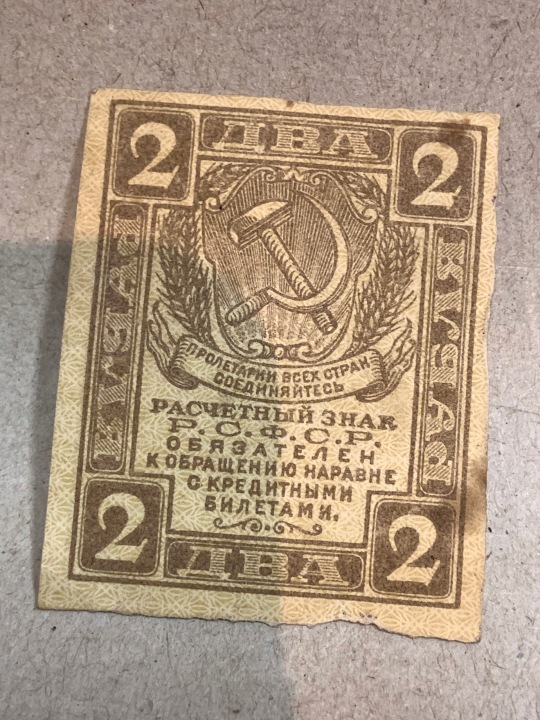 2 ДВА 2
ПРОЛЕТАРИИ ВСЕХ СТРАН
СОЕДИНЯЙТЕСЬ
РАСЧЕТНЫЙ ЗНАК
Р.С.Ф.С.Р.
ОБЯЗАТЕЛЕН
К ОБРАЩЕНИЮ НАРАВНЕ
С КРЕДИТНЫМИ
БИЛЕТАМИ.
2 ДВА 2